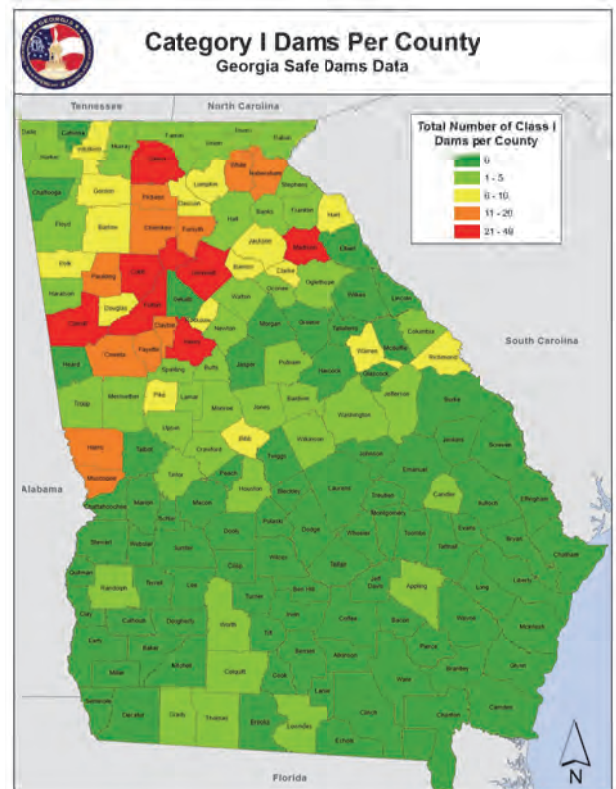 Category I Dams Per County
Georgia Safe Dams Data
Tennessee
North Carolina
Total Number of Class I
Dams per County
0
1 - 5
6 - 10
11 - 20
21 - 48
Murray
Fannin
Union
Lumpkin
White
Habersham
Stephens
Chattooga
Gordon
Pickens
Dawson
Floyd
Bartow
Cherokee
Forsyth
Hall
Banks
Franklin
Hart
Jackson
Madison
Elbert
Polk
Paulding
Cobb
Gwinnett
Barrow
Clarke
Oglethorpe
Wilkes
Lincoln
Haralson
Douglas
Fulton
DeKalb
Walton
Oconee
Carroll
Clayton
Newton
Morgan
Greene
Taliaferro
Columbia
Coweta
Fayette
Henry
Warren
McDuffie
Richmond
South Carolina
Heard
Spalding
Butts
Jasper
Putnam
Hancock
Glascock
Troup
Meriwether
Pike
Lamar
Monroe
Jones
Baldwin
Washington
Jefferson
Burke
Harris
Talbot
Upson
Crawford
Bibb
Wilkinson
Twiggs
Johnson
Jenkins
Screven
Muscogee
Taylor
Peach
Houston
Bleckley
Laurens
Treutlen
Emanuel
Candler
Bulloch
Effingham
Alabama
Chattahoochee
Marion
Macon
Schley
Dooly
Pulaski
Dodge
Wheeler
Montgomery
Toombs
Tattnall
Evans
Bryan
Chatham
Stewart
Webster
Sumter
Crisp
Wilcox
Telfair
Quitman
Randolph
Terrell
Lee
Turner
Ben Hill
Jeff
Davis
Appling
Long
Liberty
Clay
Calhoun
Dougherty
Worth
Tift
Irwin
Coffee
Bacon
Wayne
McIntosh
Early
Baker
Mitchell
Colquitt
Cook
Berrien
Atkinson
Pierce
Brantley
Glynn
Miller
Ware
Lanier
Seminole
Decatur
Grady
Thomas
Brooks
Lowndes
Clinch
Echols
Charlton
Camden
Florida
N